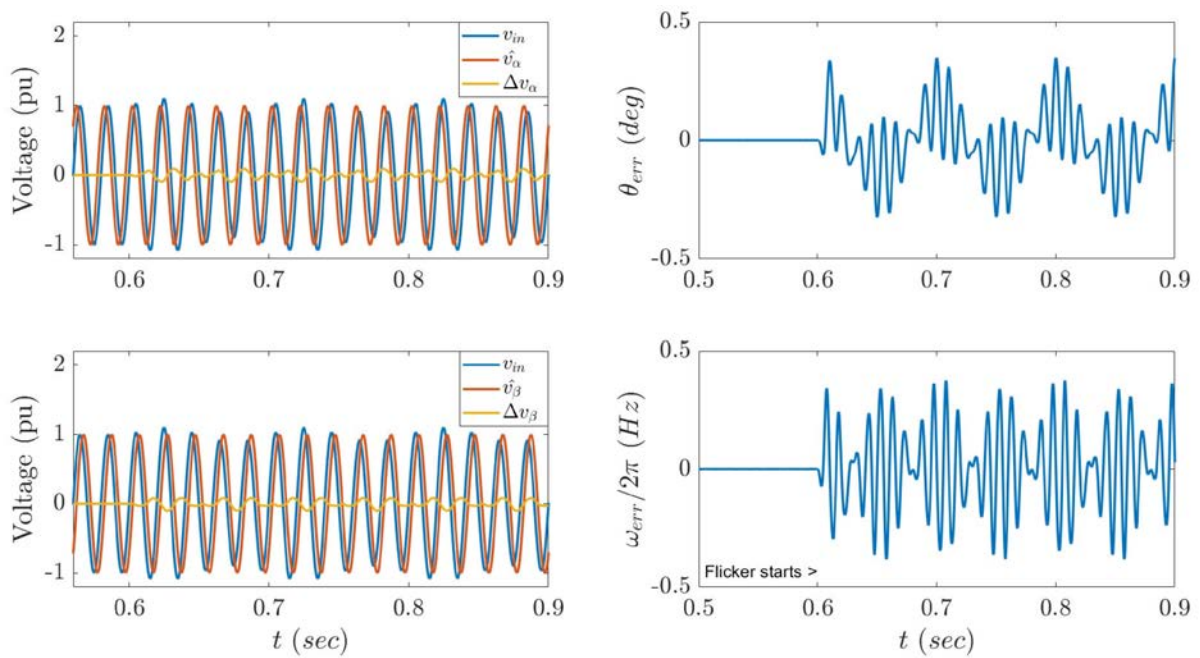 Voltage (pu)
2
1
0
-1
v_in
v̂_α
Δv_α
0.6 0.7 0.8 0.9
θ_err (deg)
0.5
0
-0.5
0.5 0.6 0.7 0.8 0.9
Voltage (pu)
2
1
0
-1
v_in
v̂_β
Δv_β
0.6 0.7 0.8 0.9
t (sec)
ω_err/2π (Hz)
0.5
0
-0.5
Flicker starts >
0.5 0.6 0.7 0.8 0.9
t (sec)